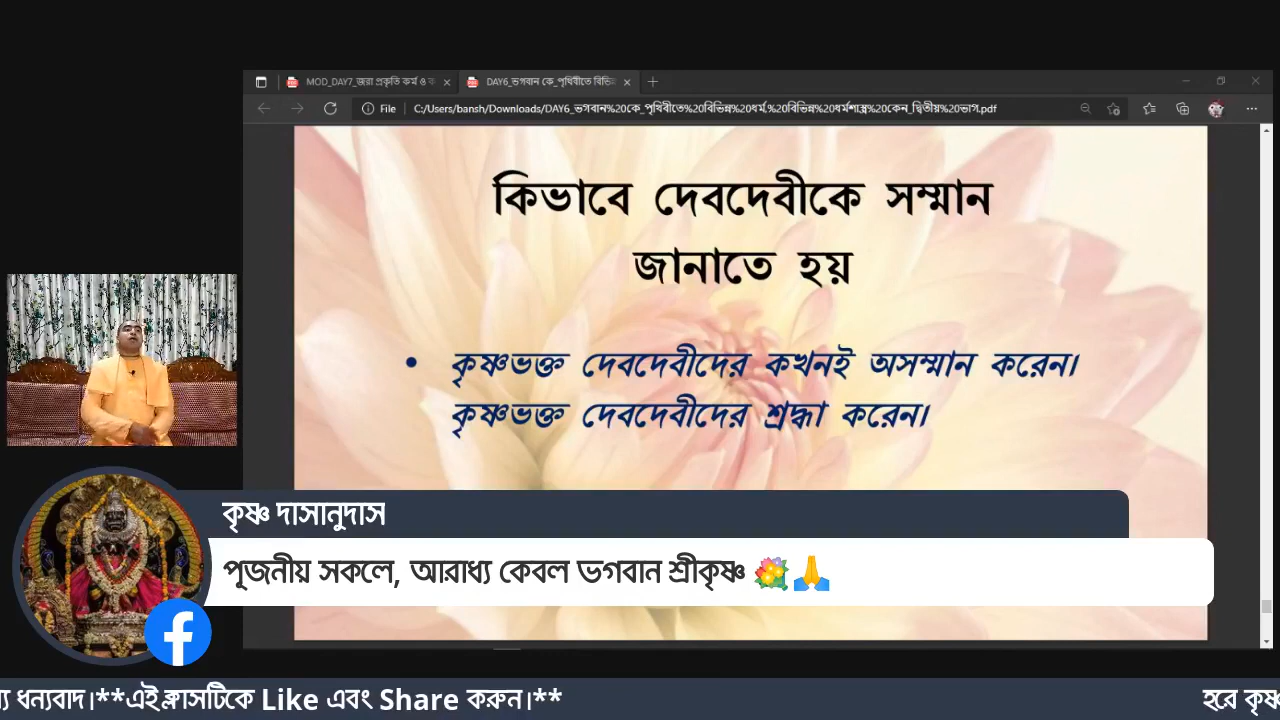 MOD_DAY7_জরা প্রকৃতি কর্ম ও ক
DAY6_ভগবান কে_পৃথিবীতে বিভি
File
C:/Users/bansh/Downloads/DAY6_ভগবান%20কে_পৃথিবীতে%20বিভিন্ন%20ধর্ম,%20বিভিন্ন%20ধর্মশাস্ত্র%20কেন_দ্বিতীয়%20ভাগ.pdf
কিভাবে দেবদেবীকে সম্মান
জানাতে হয়
• কৃষ্ণভক্ত দেবদেবীদের কখনই অসম্মান করেন।
কৃষ্ণভক্ত দেবদেবীদের শ্রদ্ধা করেন।
কৃষ্ণ দাসানুদাস
পূজনীয় সকলে, আরাধ্য কেবল ভগবান শ্রীকৃষ্ণ 💐🙏
্য ধন্যবাদ।**এই ক্লাসটিকে Like এবং Share করুন।**
হরে কৃষ্ণ